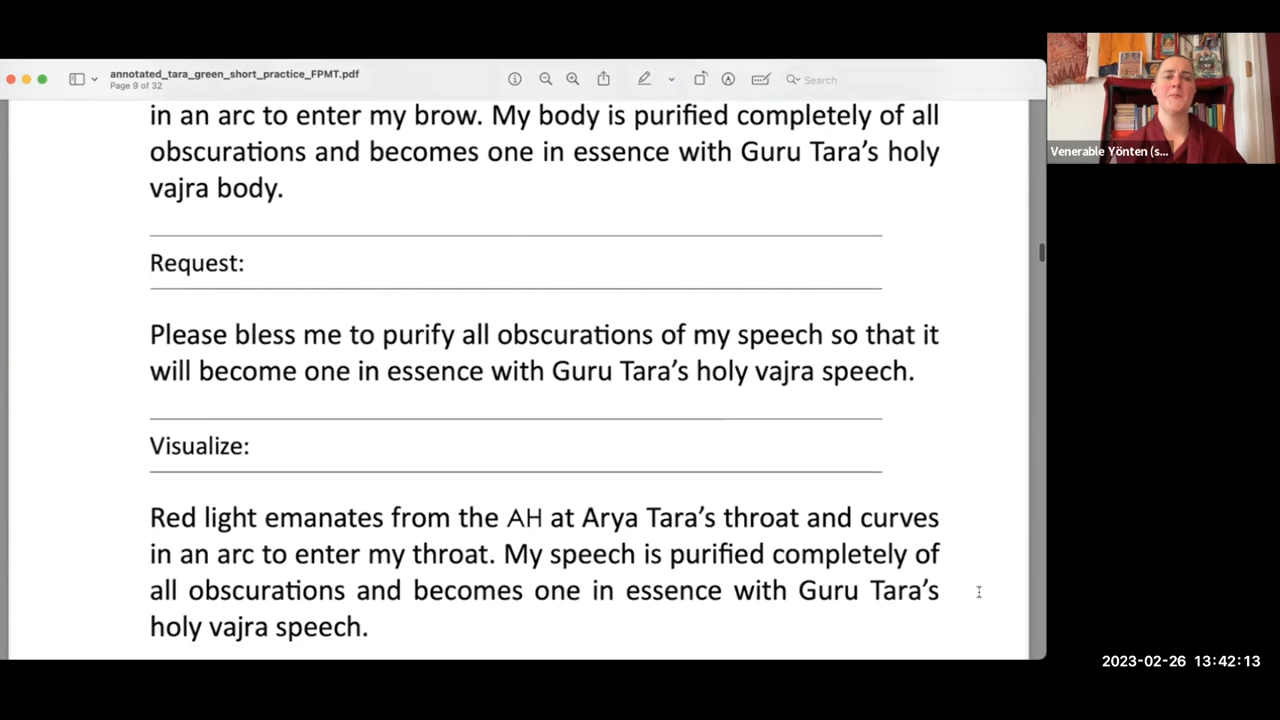 annotated_tara_green_short_practice_FPMT.pdf
Page 9 of 32
Search
in an arc to enter my brow. My body is purified completely of all
obscurations and becomes one in essence with Guru Tara's holy
vajra body.
Request:
Please bless me to purify all obscurations of my speech so that it
will become one in essence with Guru Tara's holy vajra speech.
Visualize:
Red light emanates from the AH at Arya Tara's throat and curves
in an arc to enter my throat. My speech is purified completely of
all obscurations and becomes one in essence with Guru Tara's
holy vajra speech.
Venerable Yönten (s...
2023-02-26 13:42:13